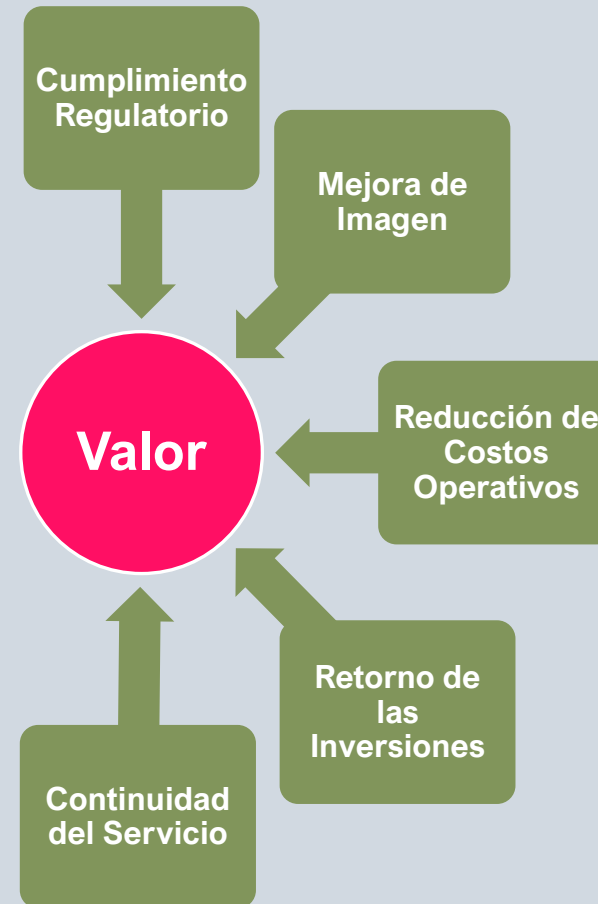 Cumplimiento
Regulatorio
Mejora de
Imagen
Valor
Reducción de
Costos
Operativos
Retorno de
las
Inversiones
Continuidad
del Servicio